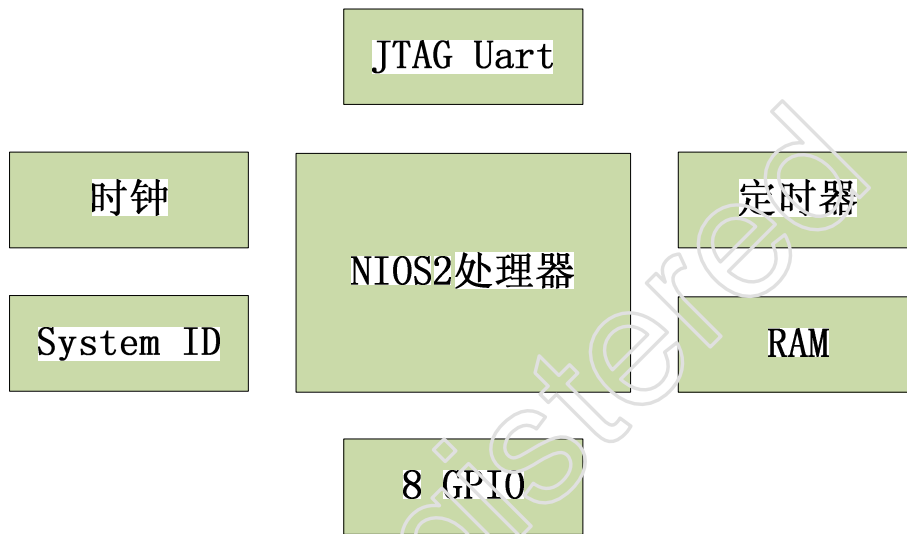 JTAG Uart
时钟
定时器
NIOS2处理器
System ID
RAM
8 GPIO
gistered